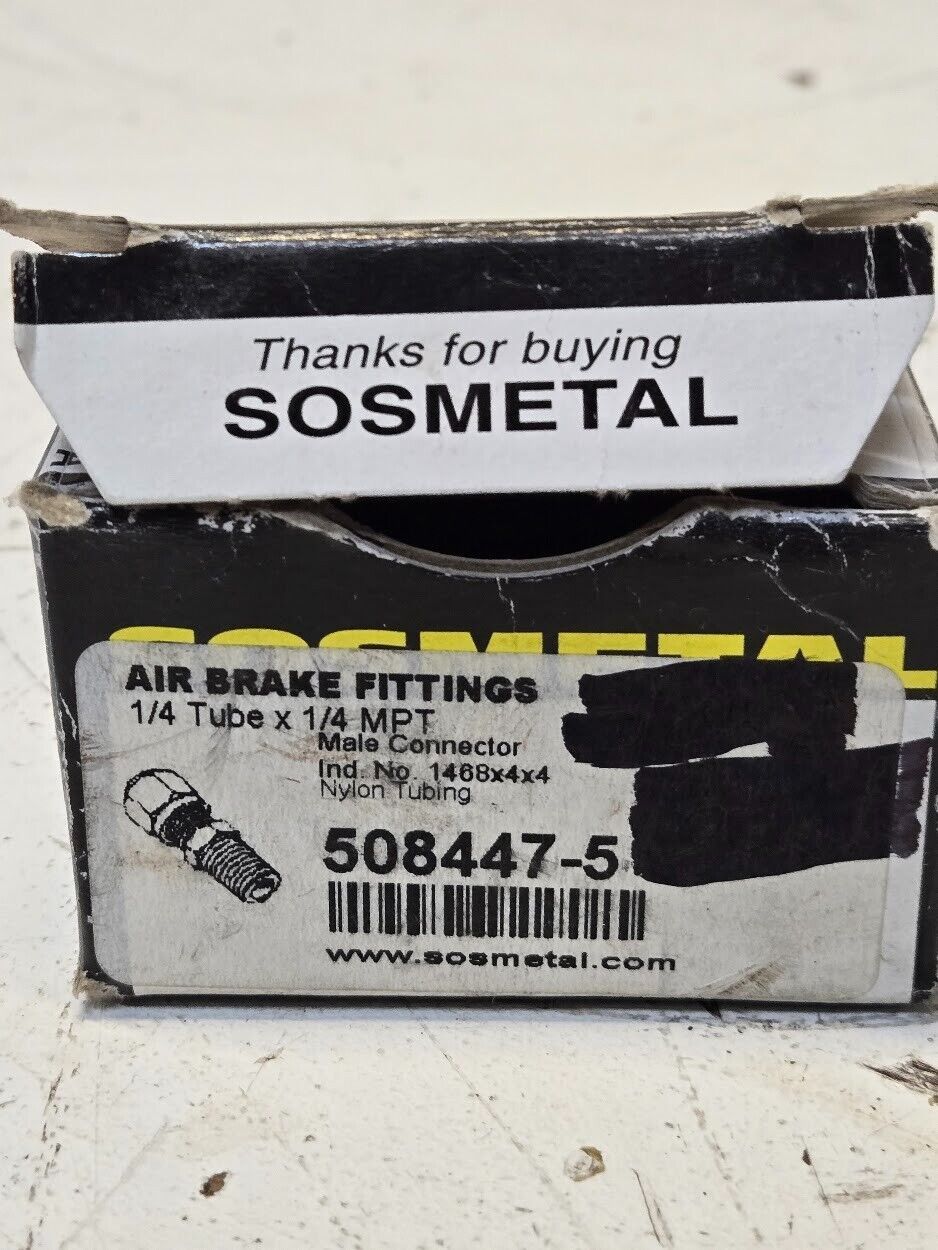 Thanks for buying
SOSMETAL
SOSMETAL
AIR BRAKE FITTINGS
1/4 Tube x 1/4 MPT
Male Connector
Ind. No. 1468x4x4
Nylon Tubing
508447-5
www.sosmetal.com